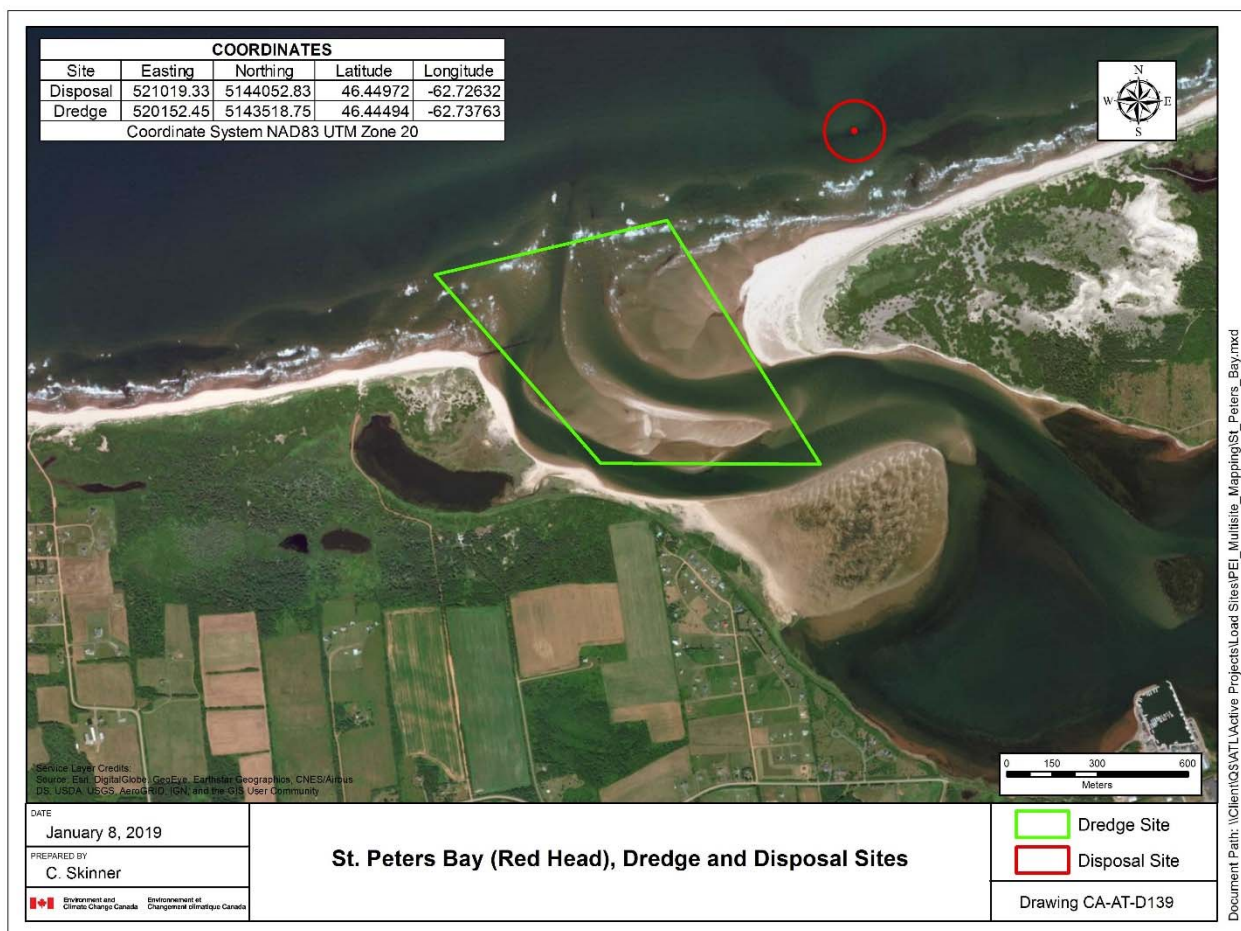 COORDINATES
Site Easting Northing Latitude Longitude
Disposal 521019.33 5144052.83 46.44972 -62.72632
Dredge 520152.45 5143518.75 46.44494 -62.73763
Coordinate System NAD83 UTM Zone 20
N
W E
S
Service Layer Credits:
Source: Esri, DigitalGlobe, GeoEye, Earthstar Geographics, CNES/Airbus
DS, USDA, USGS, AeroGRID, IGN, and the GIS User Community
0 150 300 600
Meters
DATE
January 8, 2019
PREPARED BY
C. Skinner
Environment and Environnement et
Climate Change Canada Changement climatique Canada
St. Peters Bay (Red Head), Dredge and Disposal Sites
Dredge Site
Disposal Site
Drawing CA-AT-D139
Document Path: \\Client\QS\ATL\Active Projects\Load Sites\PEI_Multisite_Mapping\St_Peters_Bay.mxd